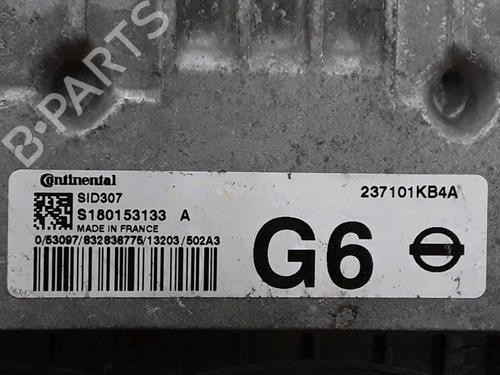 B-PARTS
Continental
237101KB4A
SID307
S180153133 A
MADE IN FRANCE
0/53097/832836775/13203/502A3
G6